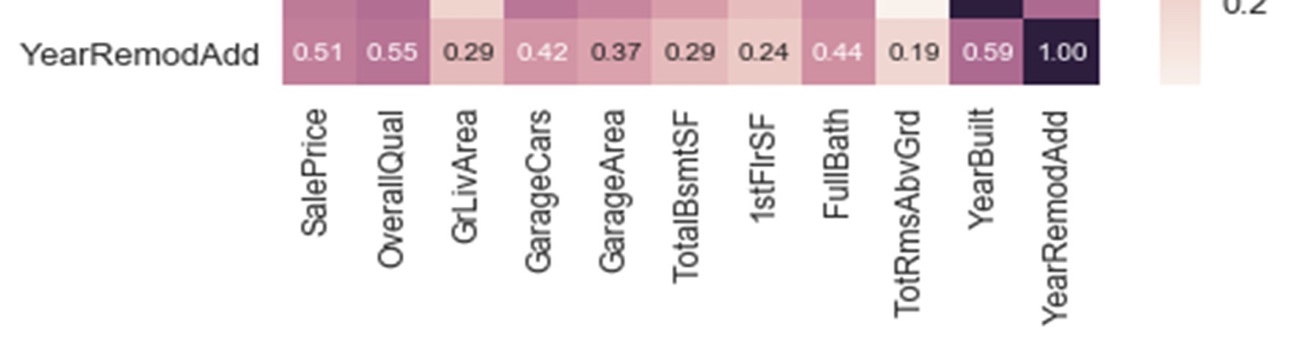 0.2
YearRemodAdd 0.51 0.55 0.29 0.42 0.37 0.29 0.24 0.44 0.19 0.59 1.00
SalePrice
OverallQual
GrLivArea
GarageCars
GarageArea
TotalBsmtSF
1stFlrSF
FullBath
TotRmsAbvGrd
YearBuilt
YearRemodAdd